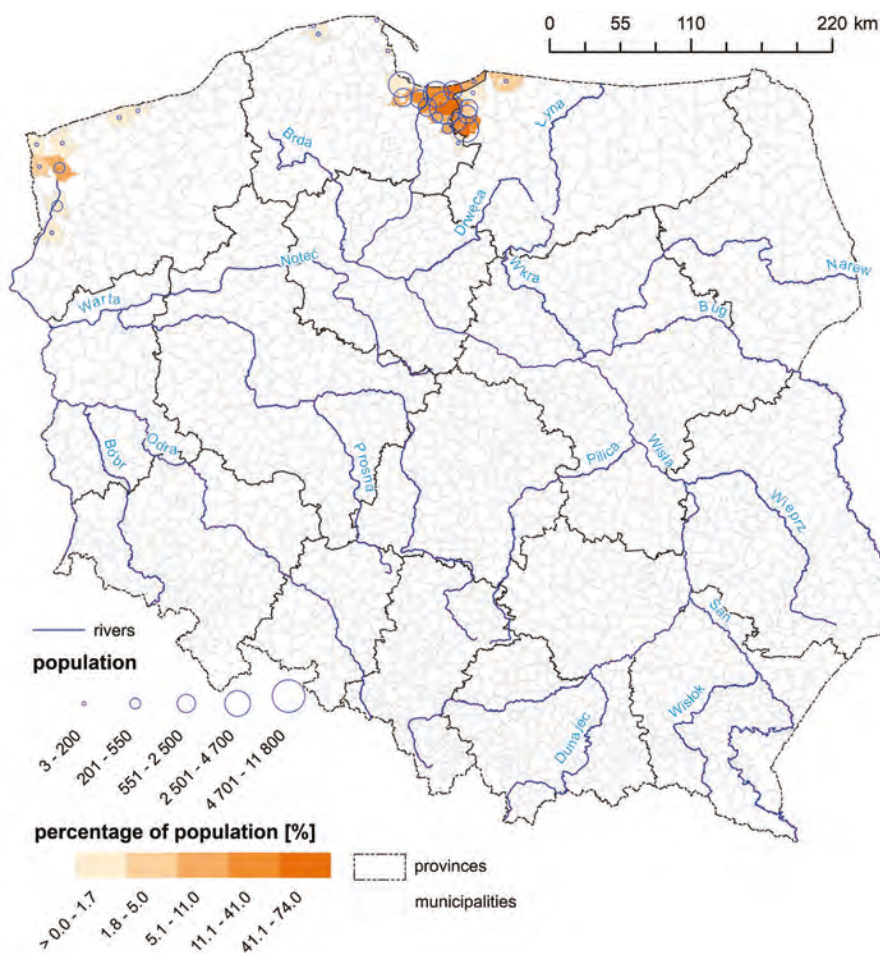 0 55 110 220 km
Łyna
Brda
Drwęca
Noteć
Wkra
Narew
Warta
Bug
Bóbr
Odra
Prosna
Pilica
Wisła
Wieprz
San
Wisłok
Dunajec
rivers
population
3 - 200
201 - 550
551 - 2 500
2 501 - 4 700
4 701 - 11 800
percentage of population [%]
> 0.0 - 1.7
1.8 - 5.0
5.1 - 11.0
11.1 - 41.0
41.1 - 74.0
provinces
municipalities